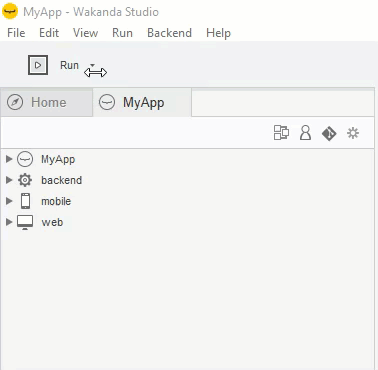 MyApp - Wakanda Studio
File Edit View Run Backend Help
Run
Home MyApp
MyApp
backend
mobile
web